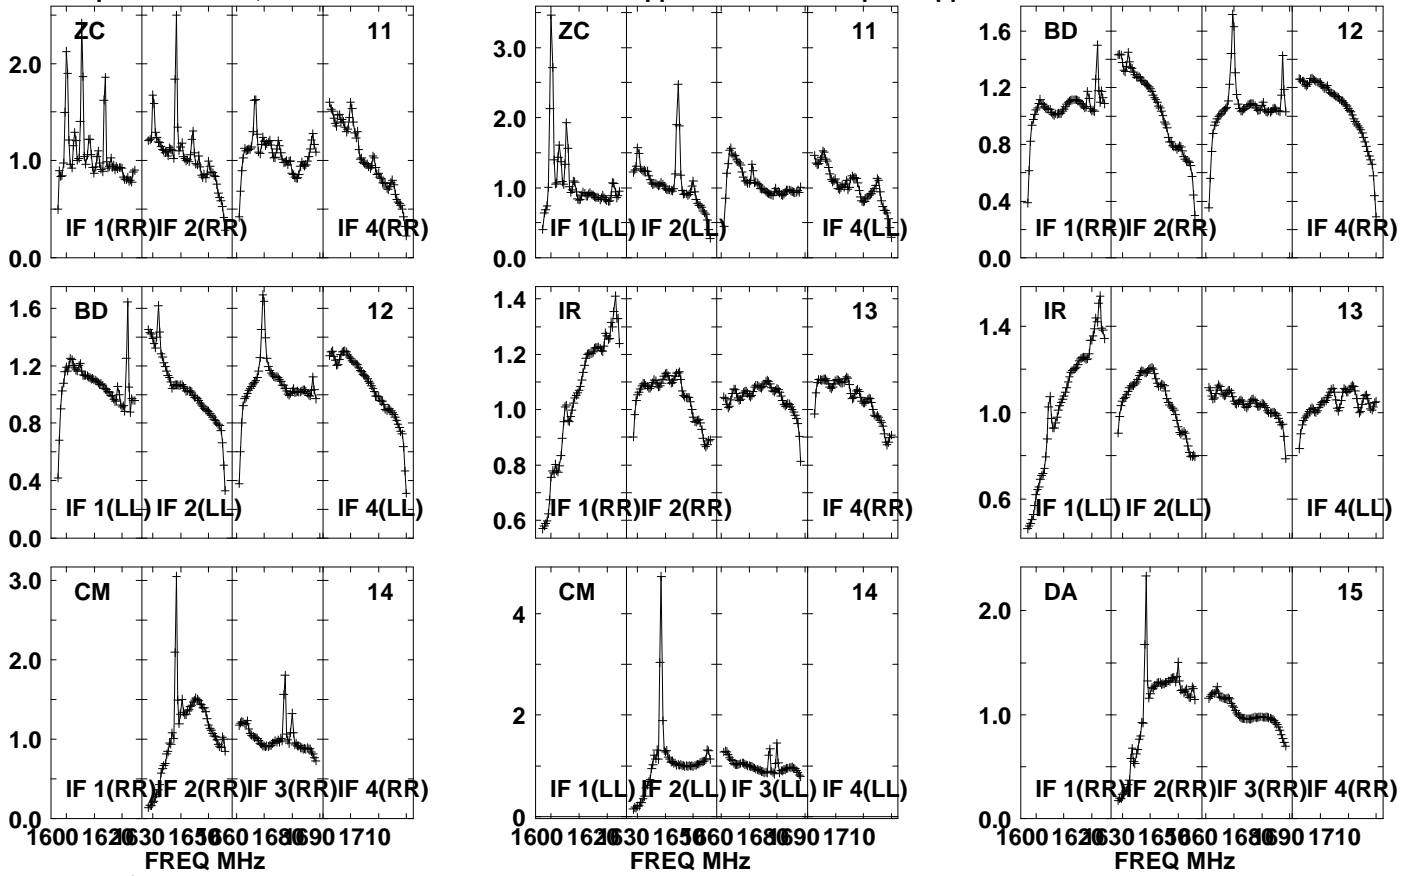 ZC 11
2.0
1.0
0.0
IF 1(RR) IF 2(RR) IF 4(RR)
ZC 11
3.0
2.0
1.0
0.0
IF 1(LL) IF 2(LL) IF 4(LL)
BD 12
1.6
1.2
0.8
0.4
0.0
IF 1(RR) IF 2(RR) IF 4(RR)
BD 12
1.6
1.2
0.8
0.4
0.0
IF 1(LL) IF 2(LL) IF 4(LL)
IR 13
1.4
1.2
1.0
0.8
0.6
IF 1(RR) IF 2(RR) IF 4(RR)
IR 13
1.4
1.0
0.6
IF 1(LL) IF 2(LL) IF 4(LL)
CM 14
3.0
2.0
1.0
0.0
IF 1(RR) IF 2(RR) IF 3(RR) IF 4(RR)
1600 1620 1630 1650 1660 1680 1690 1710
FREQ MHz
CM 14
4
2
0
IF 1(LL) IF 2(LL) IF 3(LL) IF 4(LL)
1600 1620 1630 1650 1660 1680 1690 1710
FREQ MHz
DA 15
2.0
1.0
0.0
IF 1(RR) IF 2(RR) IF 3(RR) IF 4(RR)
1600 1620 1630 1650 1660 1680 1690 1710
FREQ MHz